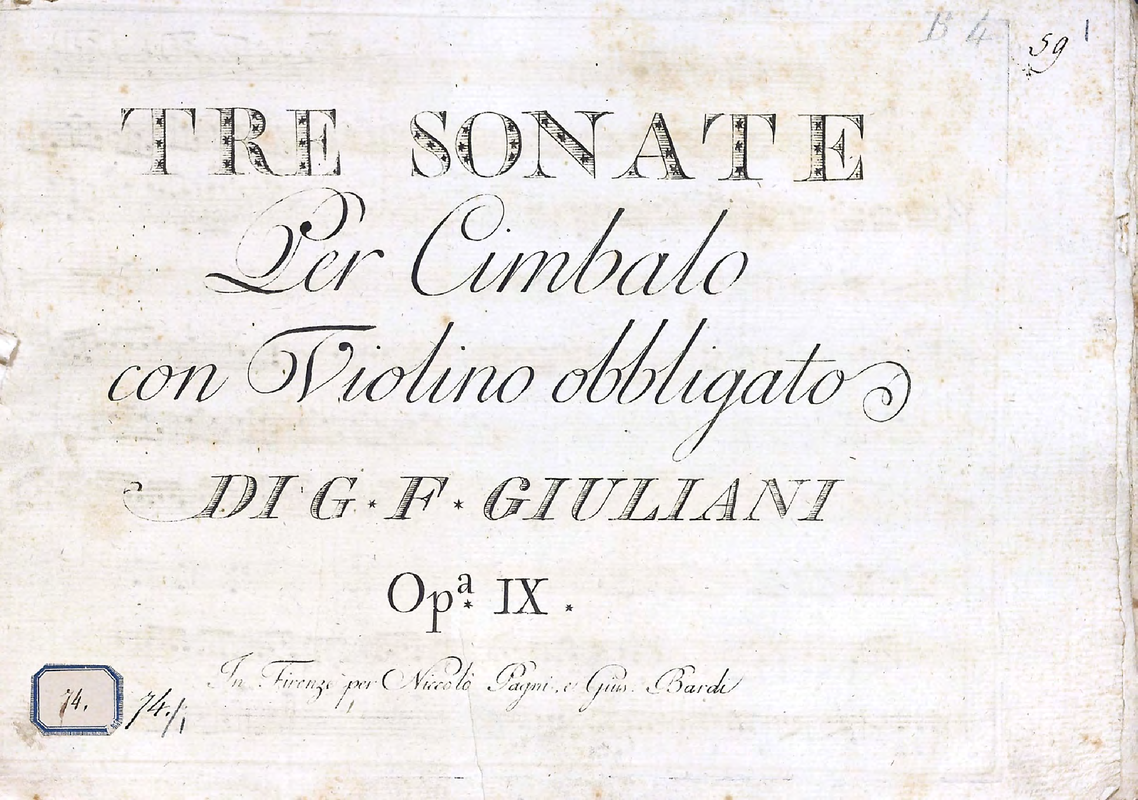 B 4
59 1
TRE SONATE
Per Cimbalo
con Violino obbligato
DI G * F * GIULIANI
Opª. IX .
In Firenze per Niccolò Pagni, e Gius. Bardi
74. 74./1